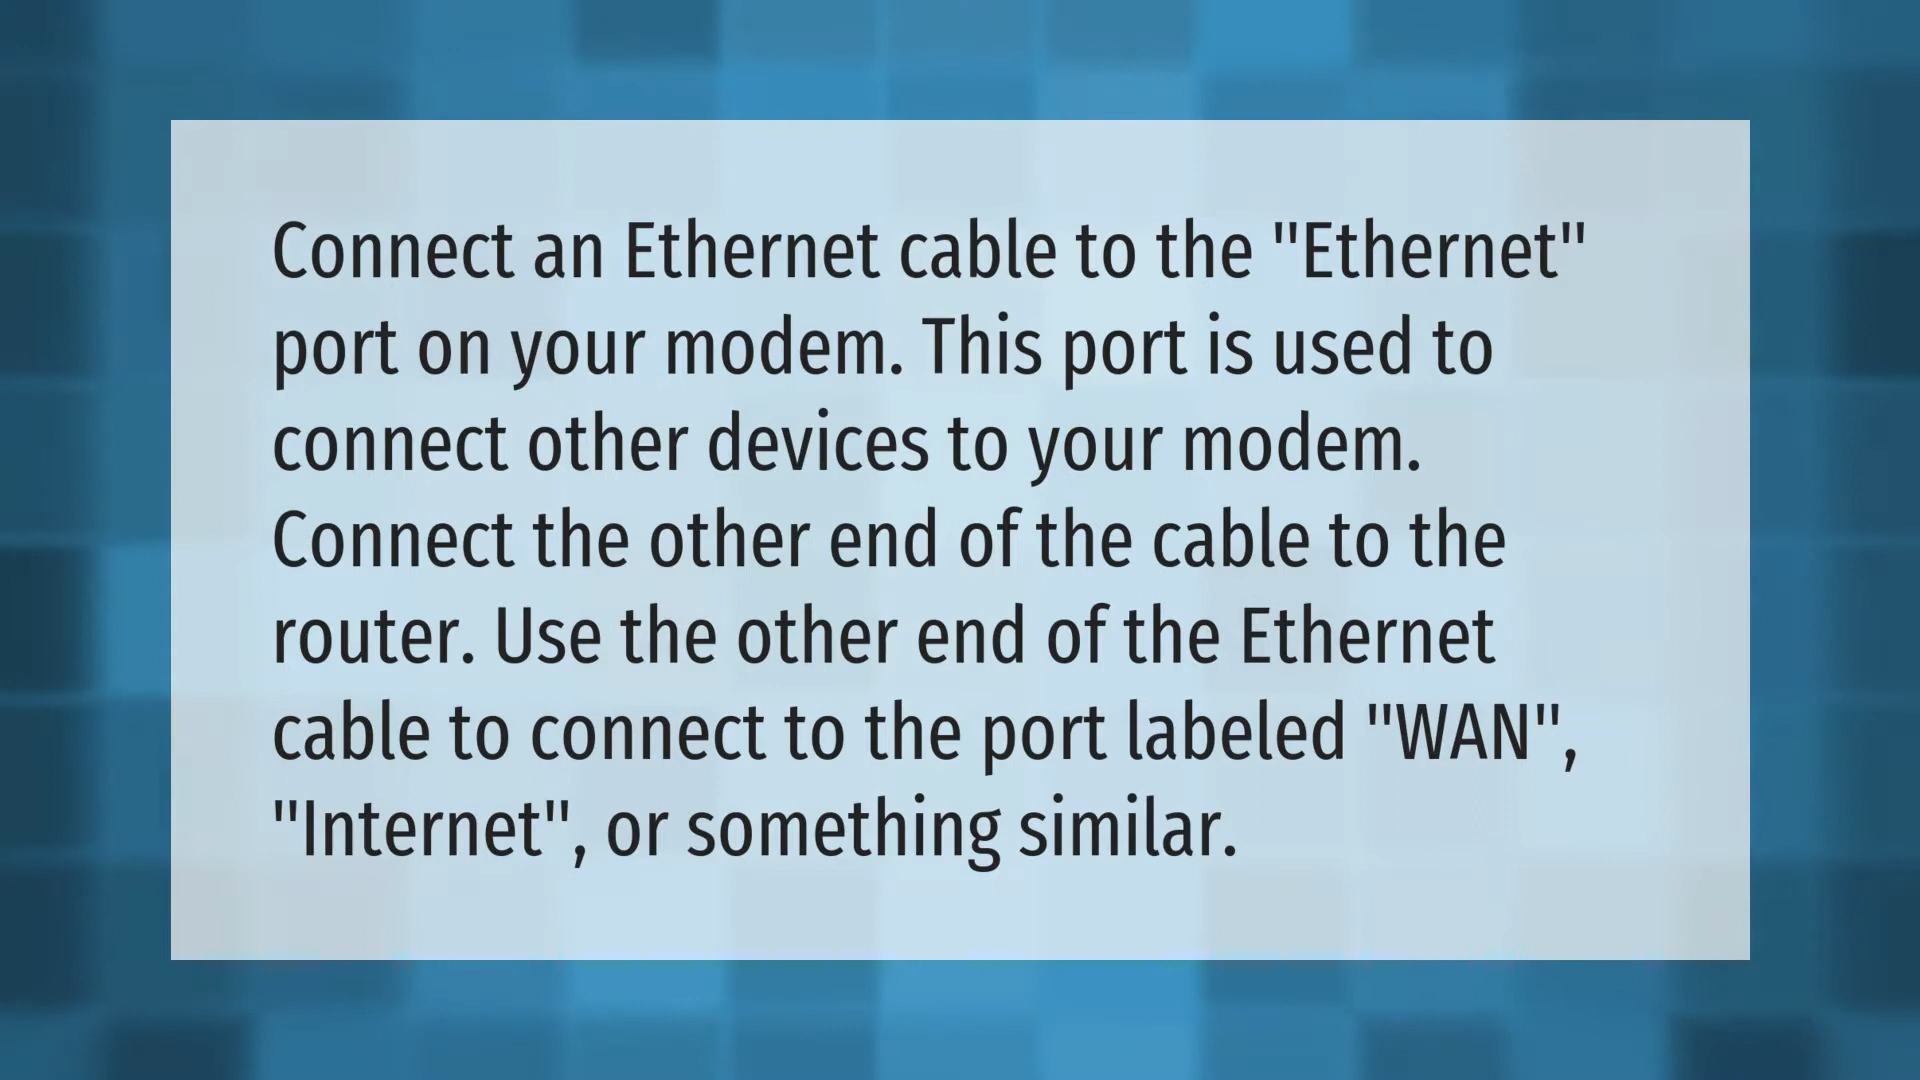 Connect an Ethernet cable to the "Ethernet"
port on your modem. This port is used to
connect other devices to your modem.
Connect the other end of the cable to the
router. Use the other end of the Ethernet
cable to connect to the port labeled "WAN",
"Internet", or something similar.